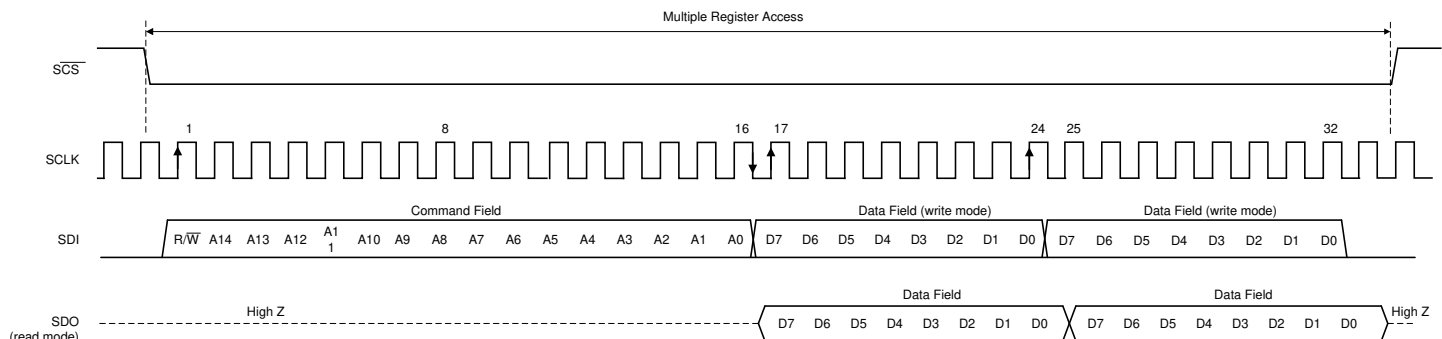 Multiple Register Access
SCS
1 8 16 17 24 25 32
SCLK
Command Field Data Field (write mode) Data Field (write mode)
SDI R/W A14 A13 A12 A1 A10 A9 A8 A7 A6 A5 A4 A3 A2 A1 A0 D7 D6 D5 D4 D3 D2 D1 D0 D7 D6 D5 D4 D3 D2 D1 D0
1
Data Field Data Field
High Z High Z
SDO D7 D6 D5 D4 D3 D2 D1 D0 D7 D6 D5 D4 D3 D2 D1 D0
(read mode)